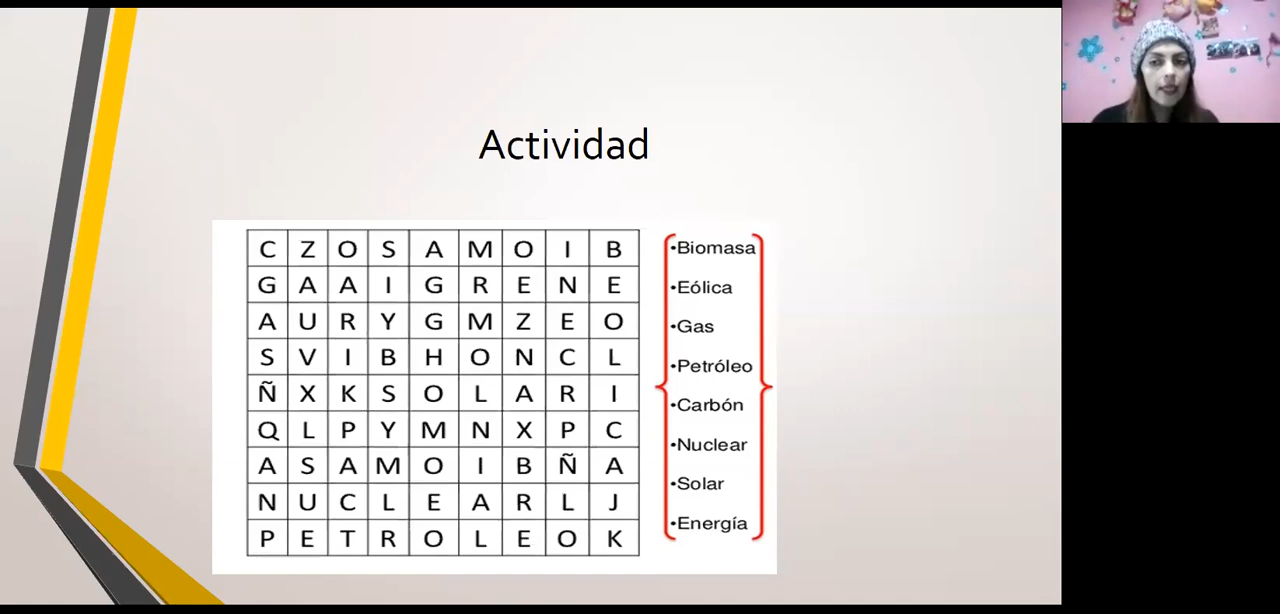 Actividad
C Z O S A M O I B
G A A I G R E N E
A U R Y G M Z E O
S V I B H O N C L
Ñ X K S O L A R I
Q L P Y M N X P C
A S A M O I B Ñ A
N U C L E A R L J
P E T R O L E O K
•Biomasa
•Eólica
•Gas
•Petróleo
•Carbón
•Nuclear
•Solar
•Energía